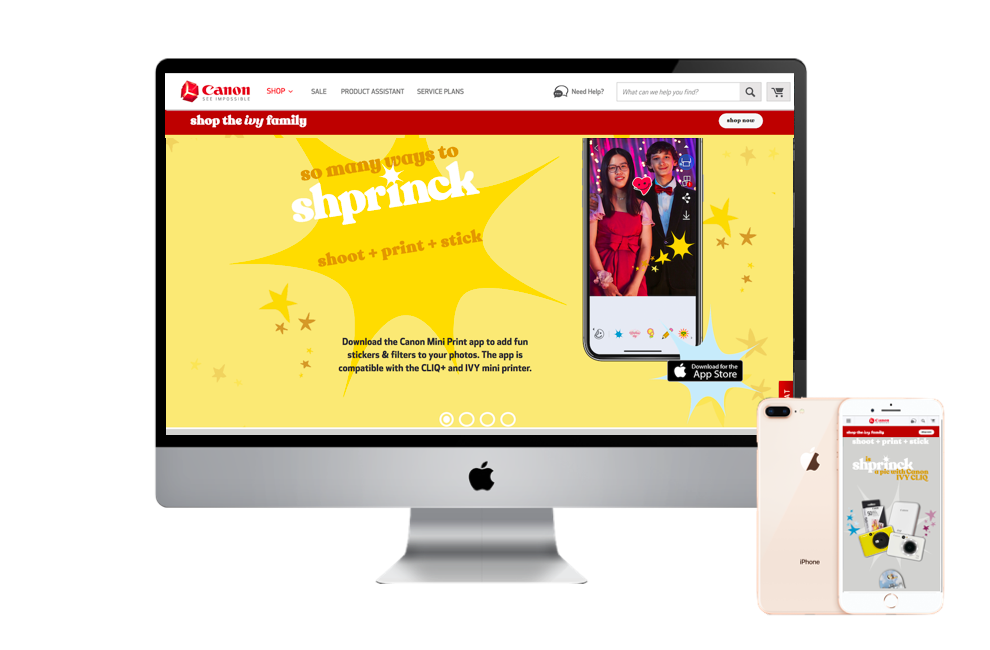 Canon
SEE IMPOSSIBLE
SHOP
SALE
PRODUCT ASSISTANT
SERVICE PLANS
Need Help?
What can we help you find?
shop the ivy family
shop now
so many ways to
shprinck
shoot + print + stick
Download the Canon Mini Print app to add fun
stickers & filters to your photos. The app is
compatible with the CLIQ+ and IVY mini printer.
Download for the
App Store
iPhone
Canon
shop the ivy family
shoot + print + stick
shprinck
a pic with Canon
IVY CLIQ